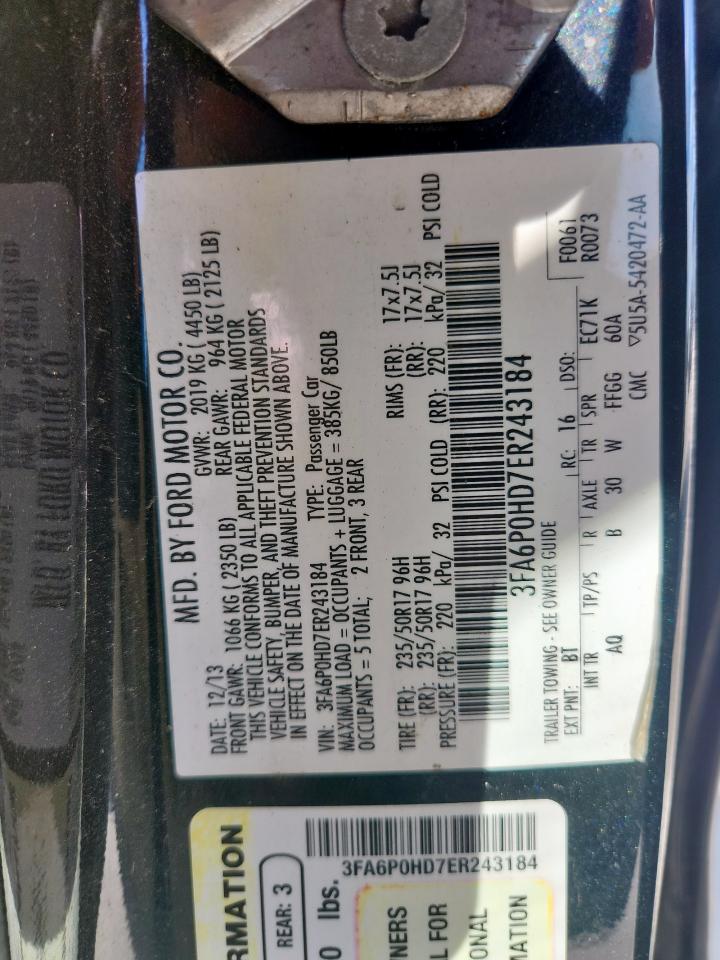 MFD. BY FORD MOTOR CO.
DATE: 12/13 GVWR: 2019 KG ( 4450 LB)
FRONT GAWR: 1066 KG ( 2350 LB) REAR GAWR: 964 KG ( 2125 LB)
THIS VEHICLE CONFORMS TO ALL APPLICABLE FEDERAL MOTOR
VEHICLE SAFETY, BUMPER, AND THEFT PREVENTION STANDARDS
IN EFFECT ON THE DATE OF MANUFACTURE SHOWN ABOVE.
VIN: 3FA6P0HD7ER243184 TYPE: Passenger Car
MAXIMUM LOAD = OCCUPANTS + LUGGAGE = 385KG/ 850LB
OCCUPANTS = 5 TOTAL; 2 FRONT, 3 REAR
TIRE (FR): 235/50R17 96H RIMS (FR): 17x7.5J
(RR): 235/50R17 96H (RR): 17x7.5J
PRESSURE (FR): 220 kPa/ 32 PSI COLD (RR): 220 kPa/ 32 PSI COLD
3FA6P0HD7ER243184
TRAILER TOWING - SEE OWNER GUIDE
EXT PNT: BT RC: 16 DSO: EC71K F0061
R0073
INT TR TP/PS R AXLE TR SPR
AQ B 30 W FFGG 60A
CMC ▽5U5A-5420472-AA
RMATION
REAR: 3
0 lbs.
3FA6P0HD7ER243184
NERS
L FOR
ONAL
MATION